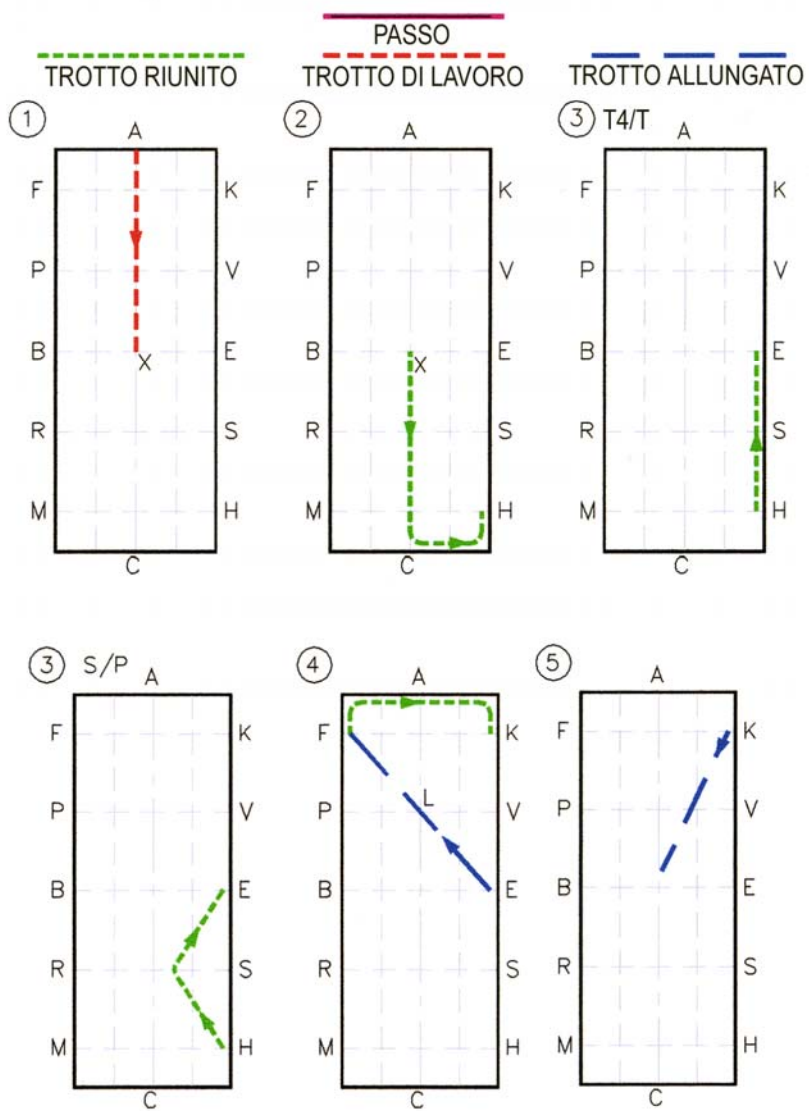 PASSO
TROTTO RIUNITO TROTTO DI LAVORO TROTTO ALLUNGATO
1 2 3 T4/T
A A A
F K F K F K
P V P V P V
B E B E B E
X X
R S R S R S
M H M H M H
C C C
3 S/P 4 5
A A A
F K F K F K
P V P L V P V
B E B E B E
R S R S R S
M H M H M H
C C C